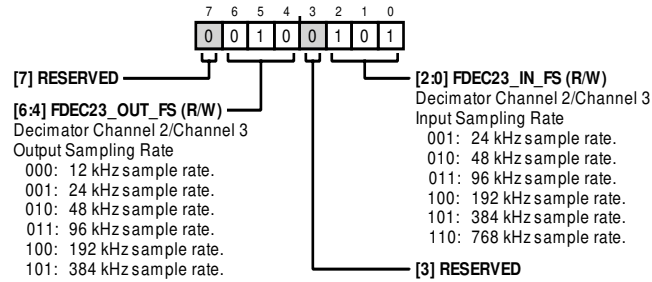 7 6 5 4 3 2 1 0
0 0 1 0 0 1 0 1
[7] RESERVED
[6:4] FDEC23_OUT_FS (R/W)
Decimator Channel 2/Channel 3
Output Sampling Rate
000: 12 kHz sample rate.
001: 24 kHz sample rate.
010: 48 kHz sample rate.
011: 96 kHz sample rate.
100: 192 kHz sample rate.
101: 384 kHz sample rate.
[2:0] FDEC23_IN_FS (R/W)
Decimator Channel 2/Channel 3
Input Sampling Rate
001: 24 kHz sample rate.
010: 48 kHz sample rate.
011: 96 kHz sample rate.
100: 192 kHz sample rate.
101: 384 kHz sample rate.
110: 768 kHz sample rate.
[3] RESERVED